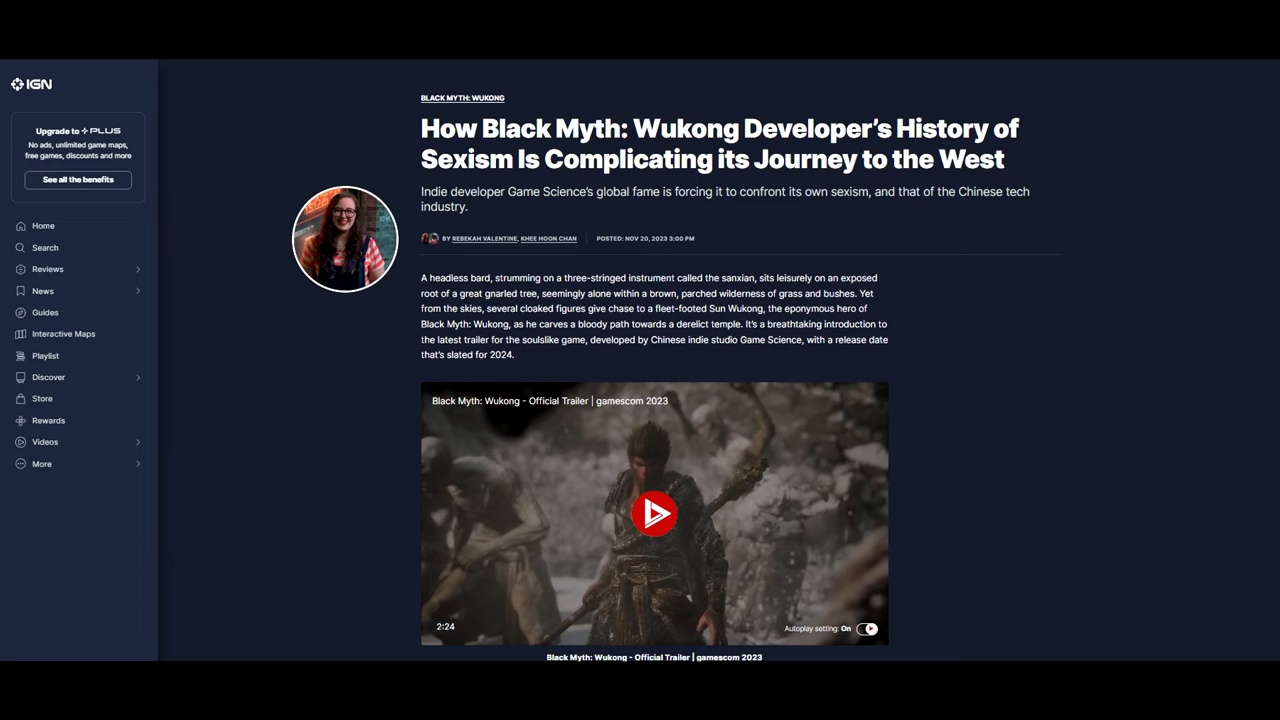 IGN
Upgrade to PLUS
No ads, unlimited game maps,
free games, discounts and more
See all the benefits
Home
Search
Reviews
News
Guides
Interactive Maps
Playlist
Discover
Store
Rewards
Videos
More
BLACK MYTH: WUKONG
How Black Myth: Wukong Developer's History of
Sexism Is Complicating its Journey to the West
Indie developer Game Science's global fame is forcing it to confront its own sexism, and that of the Chinese tech
industry.
BY REBEKAH VALENTINE, KHEE HOON CHAN POSTED: NOV 20, 2023 3:00 PM
A headless bard, strumming on a three-stringed instrument called the sanxian, sits leisurely on an exposed
root of a great gnarled tree, seemingly alone within a brown, parched wilderness of grass and bushes. Yet
from the skies, several cloaked figures give chase to a fleet-footed Sun Wukong, the eponymous hero of
Black Myth: Wukong, as he carves a bloody path towards a derelict temple. It's a breathtaking introduction to
the latest trailer for the soulslike game, developed by Chinese indie studio Game Science, with a release date
that's slated for 2024.
Black Myth: Wukong - Official Trailer | gamescom 2023
2:24
Autoplay setting: On
Black Myth: Wukong - Official Trailer | gamescom 2023